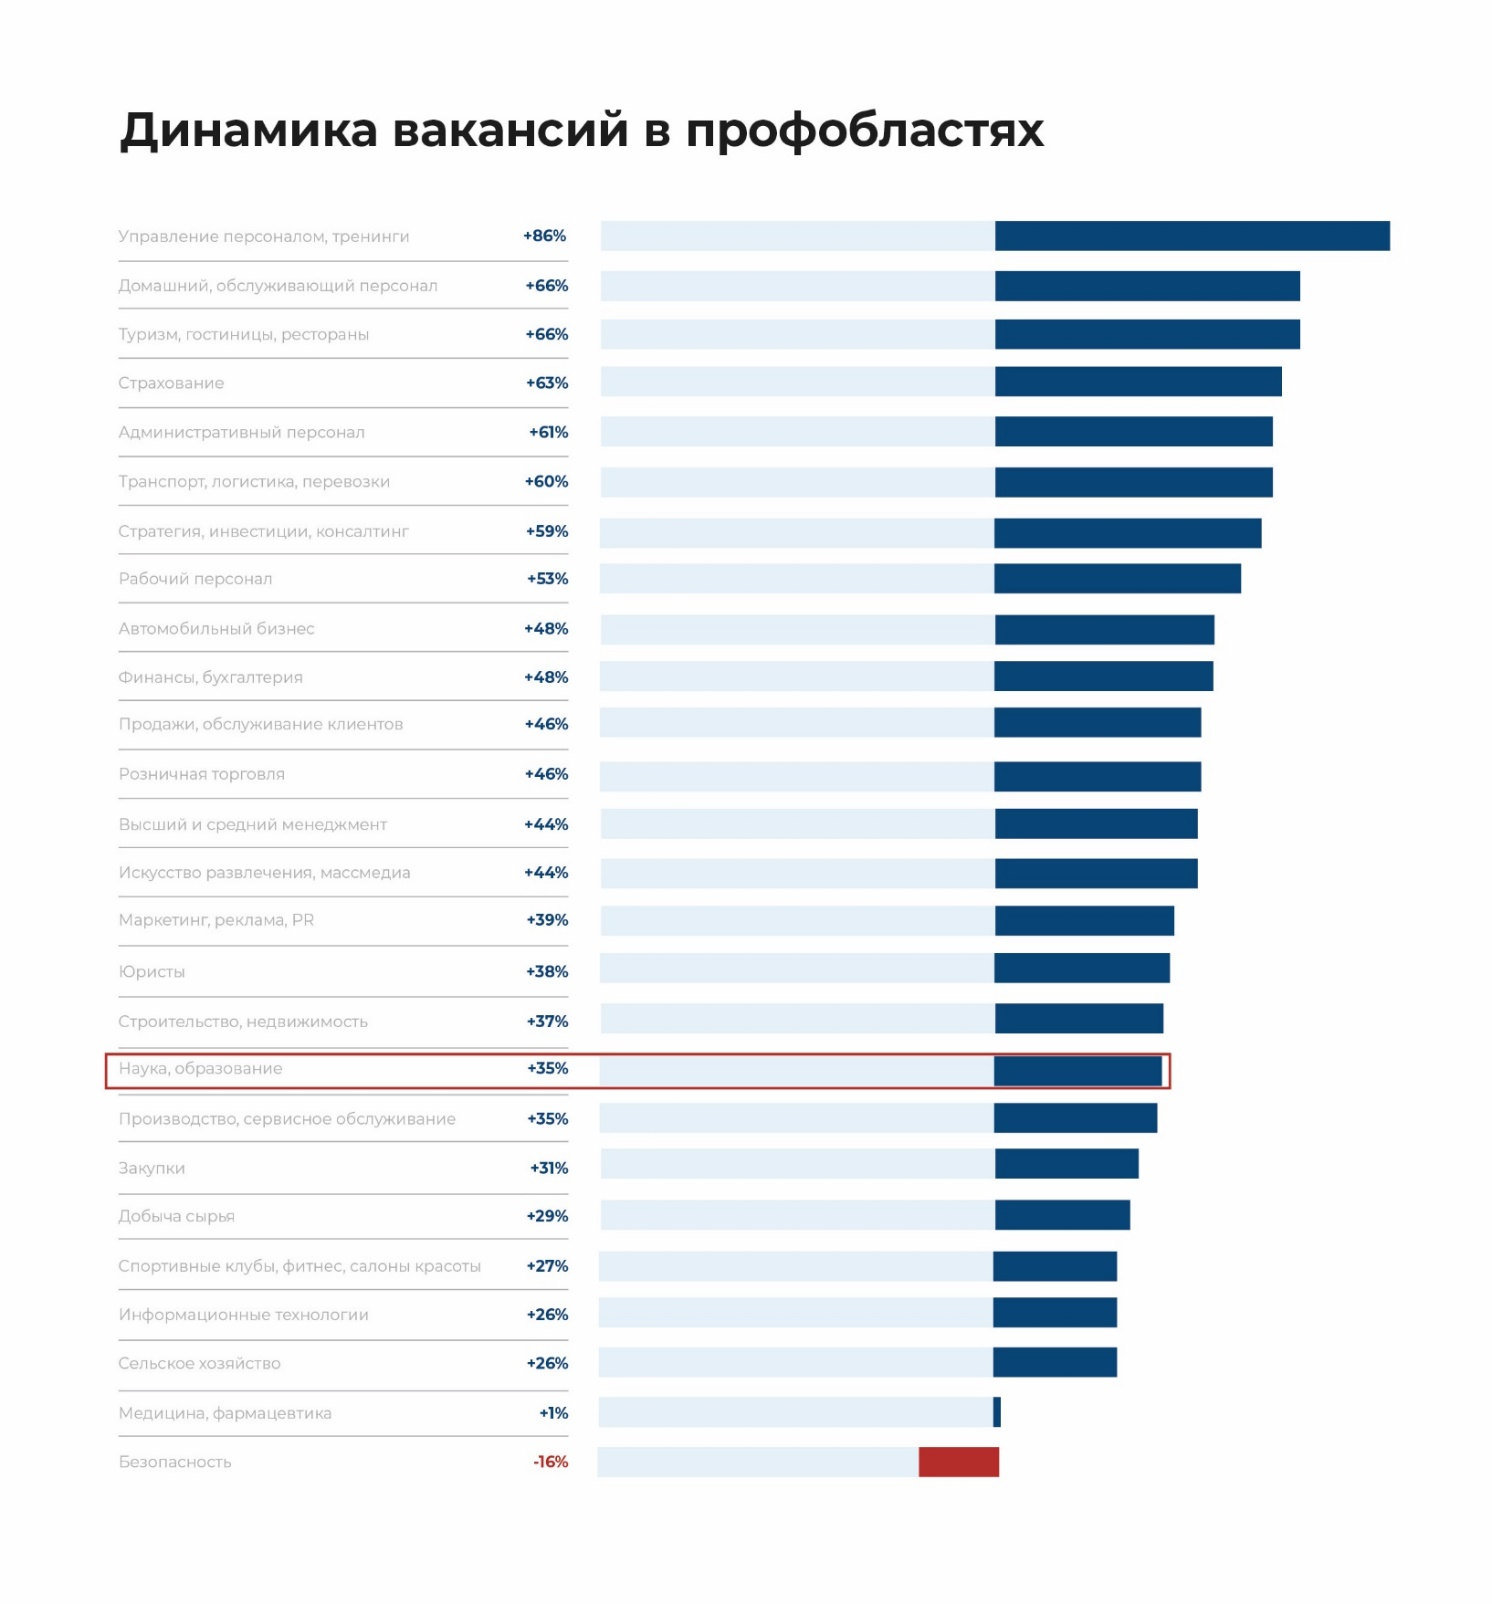 Динамика вакансий в профобластях
Управление персоналом, тренинги +86%
Домашний, обслуживающий персонал +66%
Туризм, гостиницы, рестораны +66%
Страхование +63%
Административный персонал +61%
Транспорт, логистика, перевозки +60%
Стратегия, инвестиции, консалтинг +59%
Рабочий персонал +53%
Автомобильный бизнес +48%
Финансы, бухгалтерия +48%
Продажи, обслуживание клиентов +46%
Розничная торговля +46%
Высший и средний менеджмент +44%
Искусство развлечения, массмедиа +44%
Маркетинг, реклама, PR +39%
Юристы +38%
Строительство, недвижимость +37%
Наука, образование +35%
Производство, сервисное обслуживание +35%
Закупки +31%
Добыча сырья +29%
Спортивные клубы, фитнес, салоны красоты +27%
Информационные технологии +26%
Сельское хозяйство +26%
Медицина, фармацевтика +1%
Безопасность -16%